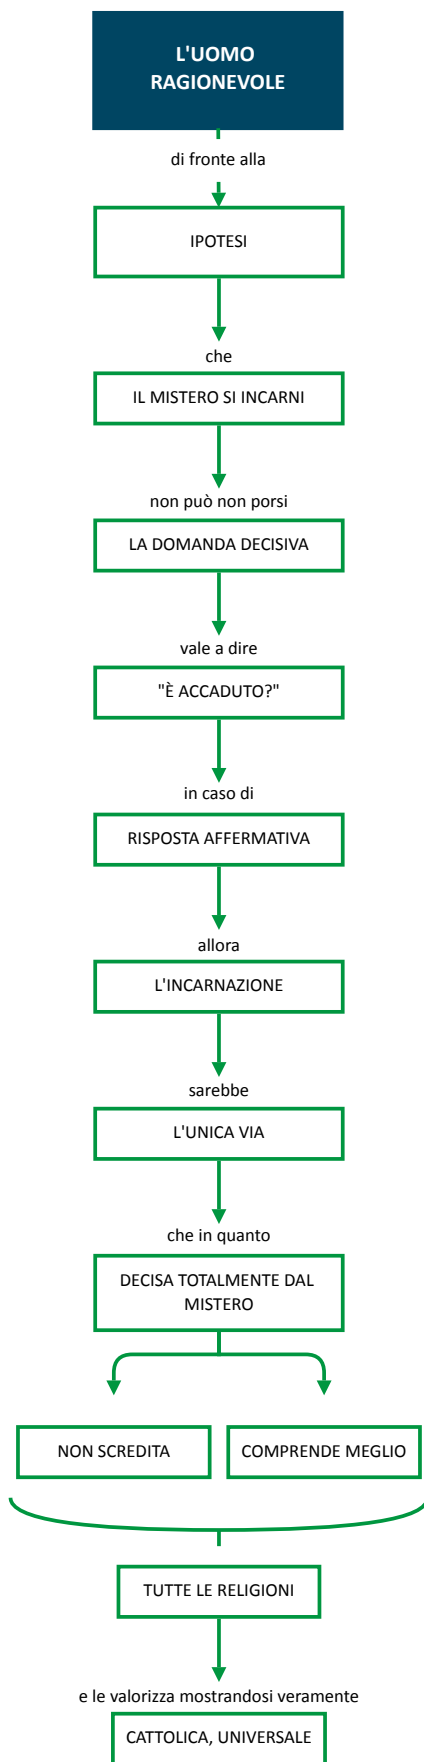 L'UOMO
RAGIONEVOLE
di fronte alla
IPOTESI
che
IL MISTERO SI INCARNI
non può non porsi
LA DOMANDA DECISIVA
vale a dire
"È ACCADUTO?"
in caso di
RISPOSTA AFFERMATIVA
allora
L'INCARNAZIONE
sarebbe
L'UNICA VIA
che in quanto
DECISA TOTALMENTE DAL
MISTERO
NON SCREDITA
COMPRENDE MEGLIO
TUTTE LE RELIGIONI
e le valorizza mostrandosi veramente
CATTOLICA, UNIVERSALE